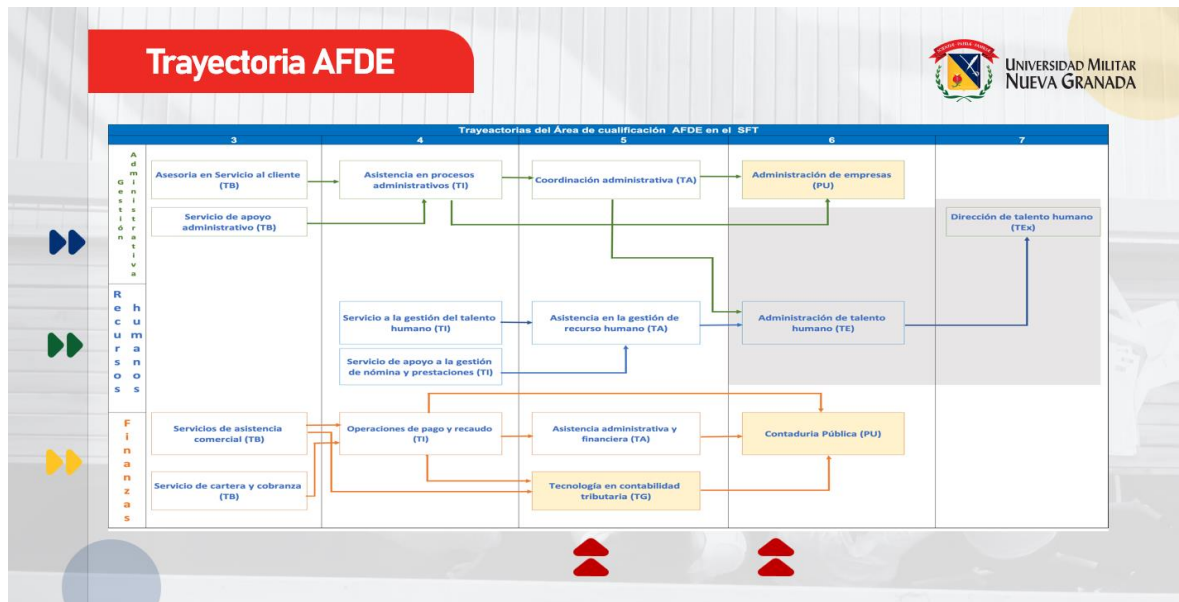 Trayectoria AFDE
UNIVERSIDAD MILITAR
NUEVA GRANADA
Trayeactorias del Área de cualificación AFDE en el SFT
3
4
5
6
7
Gestión
Administrativa
Asesoria en Servicio al cliente
(TB)
Asistencia en procesos
administrativos (TI)
Coordinación administrativa (TA)
Administración de empresas
(PU)
Servicio de apoyo
administrativo (TB)
Dirección de talento humano
(TEx)
Recursos
humanos
Servicio a la gestión del talento
humano (TI)
Asistencia en la gestión de
recurso humano (TA)
Administración de talento
humano (TE)
Servicio de apoyo a la gestión
de nómina y prestaciones (TI)
Finanzas
Servicios de asistencia
comercial (TB)
Operaciones de pago y recaudo
(TI)
Asistencia administrativa y
financiera (TA)
Contaduria Pública (PU)
Servicio de cartera y cobranza
(TB)
Tecnología en contabilidad
tributaria (TG)